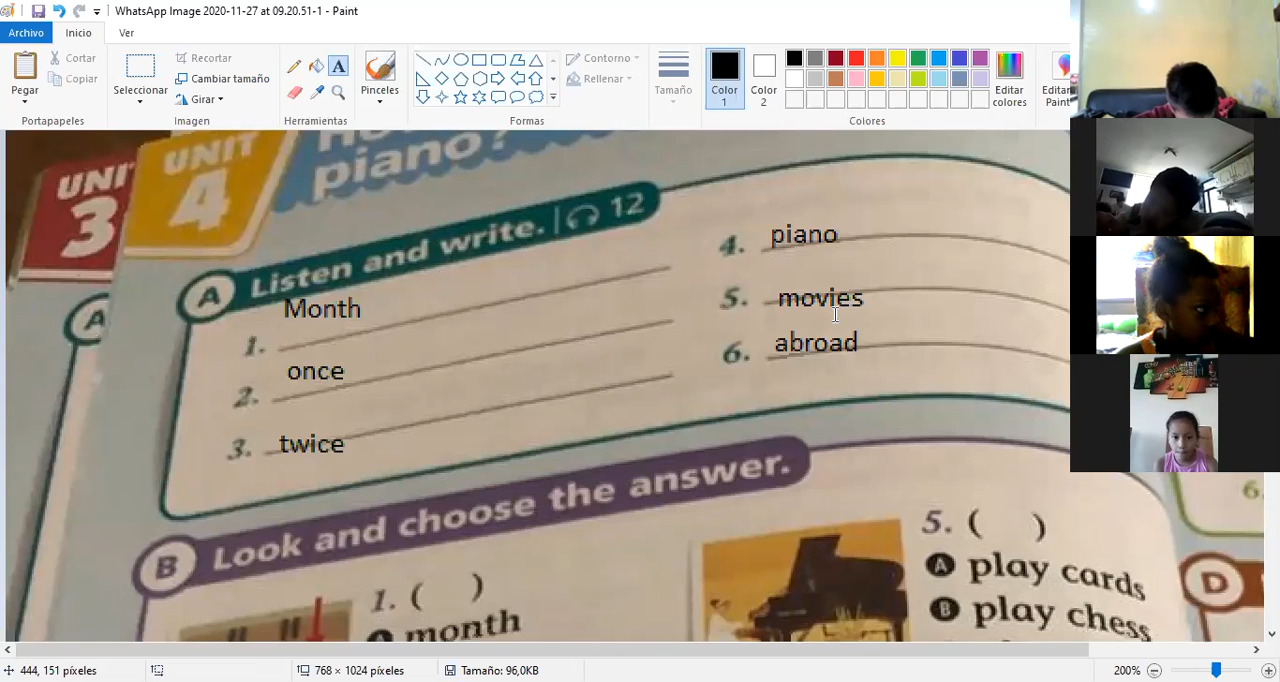 WhatsApp Image 2020-11-27 at 09.20.51-1 - Paint
Archivo Inicio Ver
Pegar
Cortar
Copiar
Portapapeles
Seleccionar
Recortar
Cambiar tamaño
Girar
Imagen
A
Herramientas
Pinceles
Contorno
Rellenar
Formas
Tamaño
Color 1
Color 2
Editar colores
Colores
Editar
Paint
UNI
3
A
UNIT
4
piano?
A Listen and write. 12
1. Month
2. once
3. twice
4. piano
5. movies
6. abroad
B Look and choose the answer.
1. ( )
A month
5. ( )
A play cards
B play chess
6.
D
444, 151 píxeles
768 × 1024 píxeles
Tamaño: 96,0KB
200%